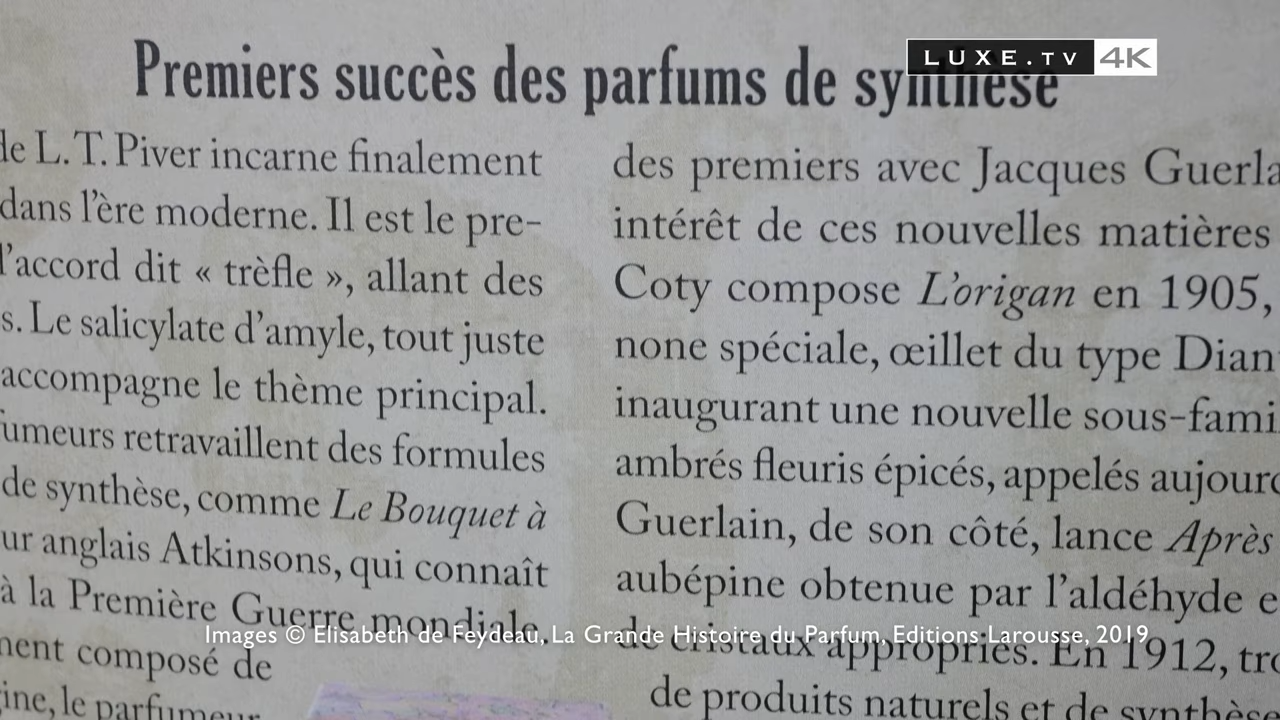 LUXE.TV 4K
Premiers succès des parfums de synthèse
de L.T. Piver incarne finalement
dans l'ère moderne. Il est le pre-
l'accord dit « trèfle », allant des
s. Le salicylate d'amyle, tout juste
accompagne le thème principal.
umeurs retravaillent des formules
de synthèse, comme Le Bouquet à
ur anglais Atkinsons, qui connaît
à la Première Guerre mondiale.
ment composé de
ine, le parfumeur
des premiers avec Jacques Guerla
intérêt de ces nouvelles matières
Coty compose L'origan en 1905,
none spéciale, œillet du type Dian
inaugurant une nouvelle sous-fami
ambrés fleuris épicés, appelés aujourd
Guerlain, de son côté, lance Après
aubépine obtenue par l'aldéhyde
de cristaux appropriés. En 1912, tro
de produits naturels et de synthèse
Images © Elisabeth de Feydeau, La Grande Histoire du Parfum, Editions Larousse, 2019